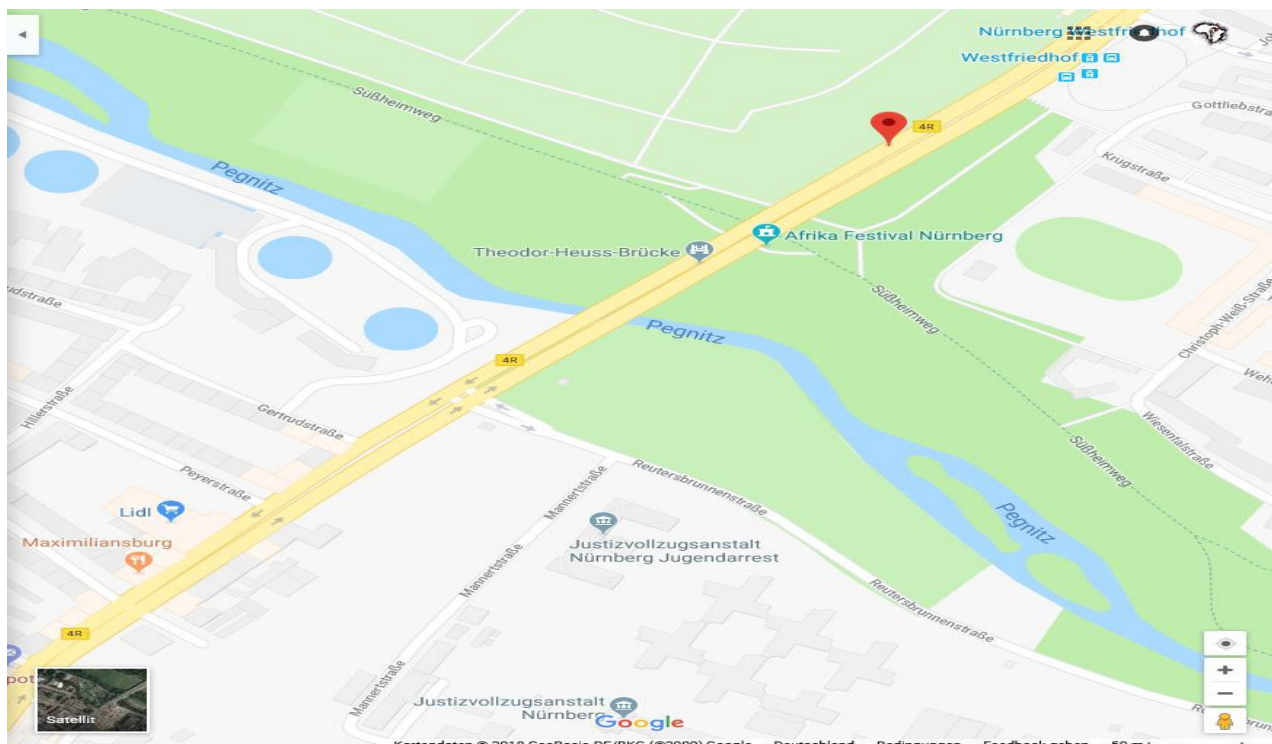 Nürnberg Westfriedhof
Westfriedhof
Gottliebstra
Krugstraße
4R
Süßheimweg
Pegnitz
Afrika Festival Nürnberg
Theodor-Heuss-Brücke
Süßheimweg
Christoph-Weiß-Straße
udstraße
Pegnitz
4R
Hillerstraße
Gertrudstraße
Wiesentalstraße
Süßheimweg
Peyerstraße
Mannertstraße
Reutersbrunnenstraße
Lidl
Pegnitz
Maximiliansburg
Justizvollzugsanstalt
Nürnberg Jugendarrest
Mannertstraße
Reutersbrunnenstraße
4R
Mannertstraße
Satellit
Justizvollzugsanstalt
Nürnberg
Google